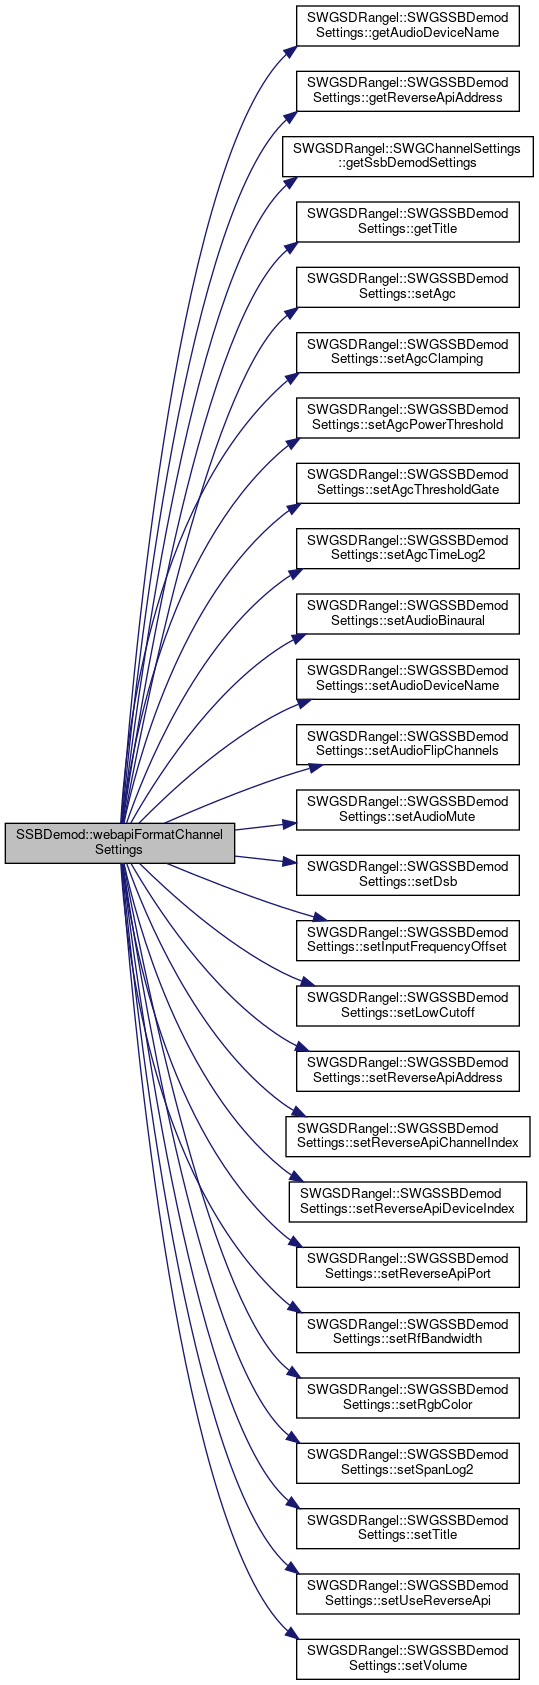 SWGSDRangel::SWGSSBDemod
Settings::getAudioDeviceName
SWGSDRangel::SWGSSBDemod
Settings::getReverseApiAddress
SWGSDRangel::SWGChannelSettings
::getSsbDemodSettings
SWGSDRangel::SWGSSBDemod
Settings::getTitle
SWGSDRangel::SWGSSBDemod
Settings::setAgc
SWGSDRangel::SWGSSBDemod
Settings::setAgcClamping
SWGSDRangel::SWGSSBDemod
Settings::setAgcPowerThreshold
SWGSDRangel::SWGSSBDemod
Settings::setAgcThresholdGate
SWGSDRangel::SWGSSBDemod
Settings::setAgcTimeLog2
SWGSDRangel::SWGSSBDemod
Settings::setAudioBinaural
SWGSDRangel::SWGSSBDemod
Settings::setAudioDeviceName
SWGSDRangel::SWGSSBDemod
Settings::setAudioFlipChannels
SWGSDRangel::SWGSSBDemod
Settings::setAudioMute
SSBDemod::webapiFormatChannel
Settings
SWGSDRangel::SWGSSBDemod
Settings::setDsb
SWGSDRangel::SWGSSBDemod
Settings::setInputFrequencyOffset
SWGSDRangel::SWGSSBDemod
Settings::setLowCutoff
SWGSDRangel::SWGSSBDemod
Settings::setReverseApiAddress
SWGSDRangel::SWGSSBDemod
Settings::setReverseApiChannelIndex
SWGSDRangel::SWGSSBDemod
Settings::setReverseApiDeviceIndex
SWGSDRangel::SWGSSBDemod
Settings::setReverseApiPort
SWGSDRangel::SWGSSBDemod
Settings::setRfBandwidth
SWGSDRangel::SWGSSBDemod
Settings::setRgbColor
SWGSDRangel::SWGSSBDemod
Settings::setSpanLog2
SWGSDRangel::SWGSSBDemod
Settings::setTitle
SWGSDRangel::SWGSSBDemod
Settings::setUseReverseApi
SWGSDRangel::SWGSSBDemod
Settings::setVolume